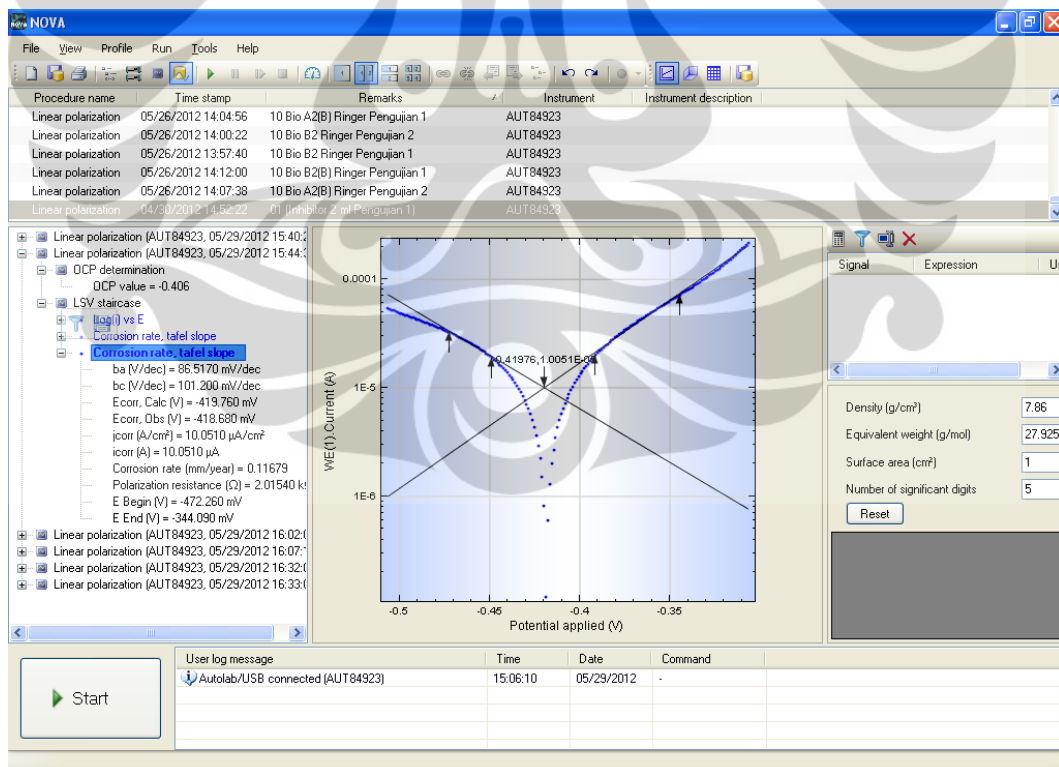 NOVA
File View Profile Run Tools Help
Procedure name Time stamp Remarks Instrument Instrument description
Linear polarization 05/26/2012 14:04:56 10 Bio A2(B) Ringer Pengujian 1 AUT84923
Linear polarization 05/26/2012 14:00:22 10 Bio B2 Ringer Pengujian 2 AUT84923
Linear polarization 05/26/2012 13:57:40 10 Bio B2 Ringer Pengujian 1 AUT84923
Linear polarization 05/26/2012 14:12:00 10 Bio B2(B) Ringer Pengujian 1 AUT84923
Linear polarization 05/26/2012 14:07:38 10 Bio A2(B) Ringer Pengujian 2 AUT84923
Linear polarization 04/30/2012 14:52:22 01 (Inhibitor 2 ml Pengujian 1) AUT84923
Linear polarization (AUT84923, 05/29/2012 15:40:2
Linear polarization (AUT84923, 05/29/2012 15:44:
OCP determination
OCP value = -0.406
LSV staircase
log(i) vs E
Corrosion rate, tafel slope
Corrosion rate, tafel slope
ba (V/dec) = 86.5170 mV/dec
bc (V/dec) = 101.200 mV/dec
Ecorr, Calc (V) = -419.760 mV
Ecorr, Obs (V) = -418.680 mV
jcorr (A/cm²) = 10.0510 µA/cm²
icorr (A) = 10.0510 µA
Corrosion rate (mm/year) = 0.11679
Polarization resistance (Ω) = 2.01540 k
E Begin (V) = -472.260 mV
E End (V) = -344.090 mV
Linear polarization (AUT84923, 05/29/2012 16:02:
Linear polarization (AUT84923, 05/29/2012 16:07:
Linear polarization (AUT84923, 05/29/2012 16:32:
Linear polarization (AUT84923, 05/29/2012 16:33:
WE(1).Current (A)
0.0001
1E-5
1E-6
-0.41976,1.0051E-05
-0.5 -0.45 -0.4 -0.35
Potential applied (V)
Signal Expression U
Density (g/cm³) 7.86
Equivalent weight (g/mol) 27.925
Surface area (cm²) 1
Number of significant digits 5
Reset
Start
User log message Time Date Command
Autolab/USB connected (AUT84923) 15:06:10 05/29/2012 -